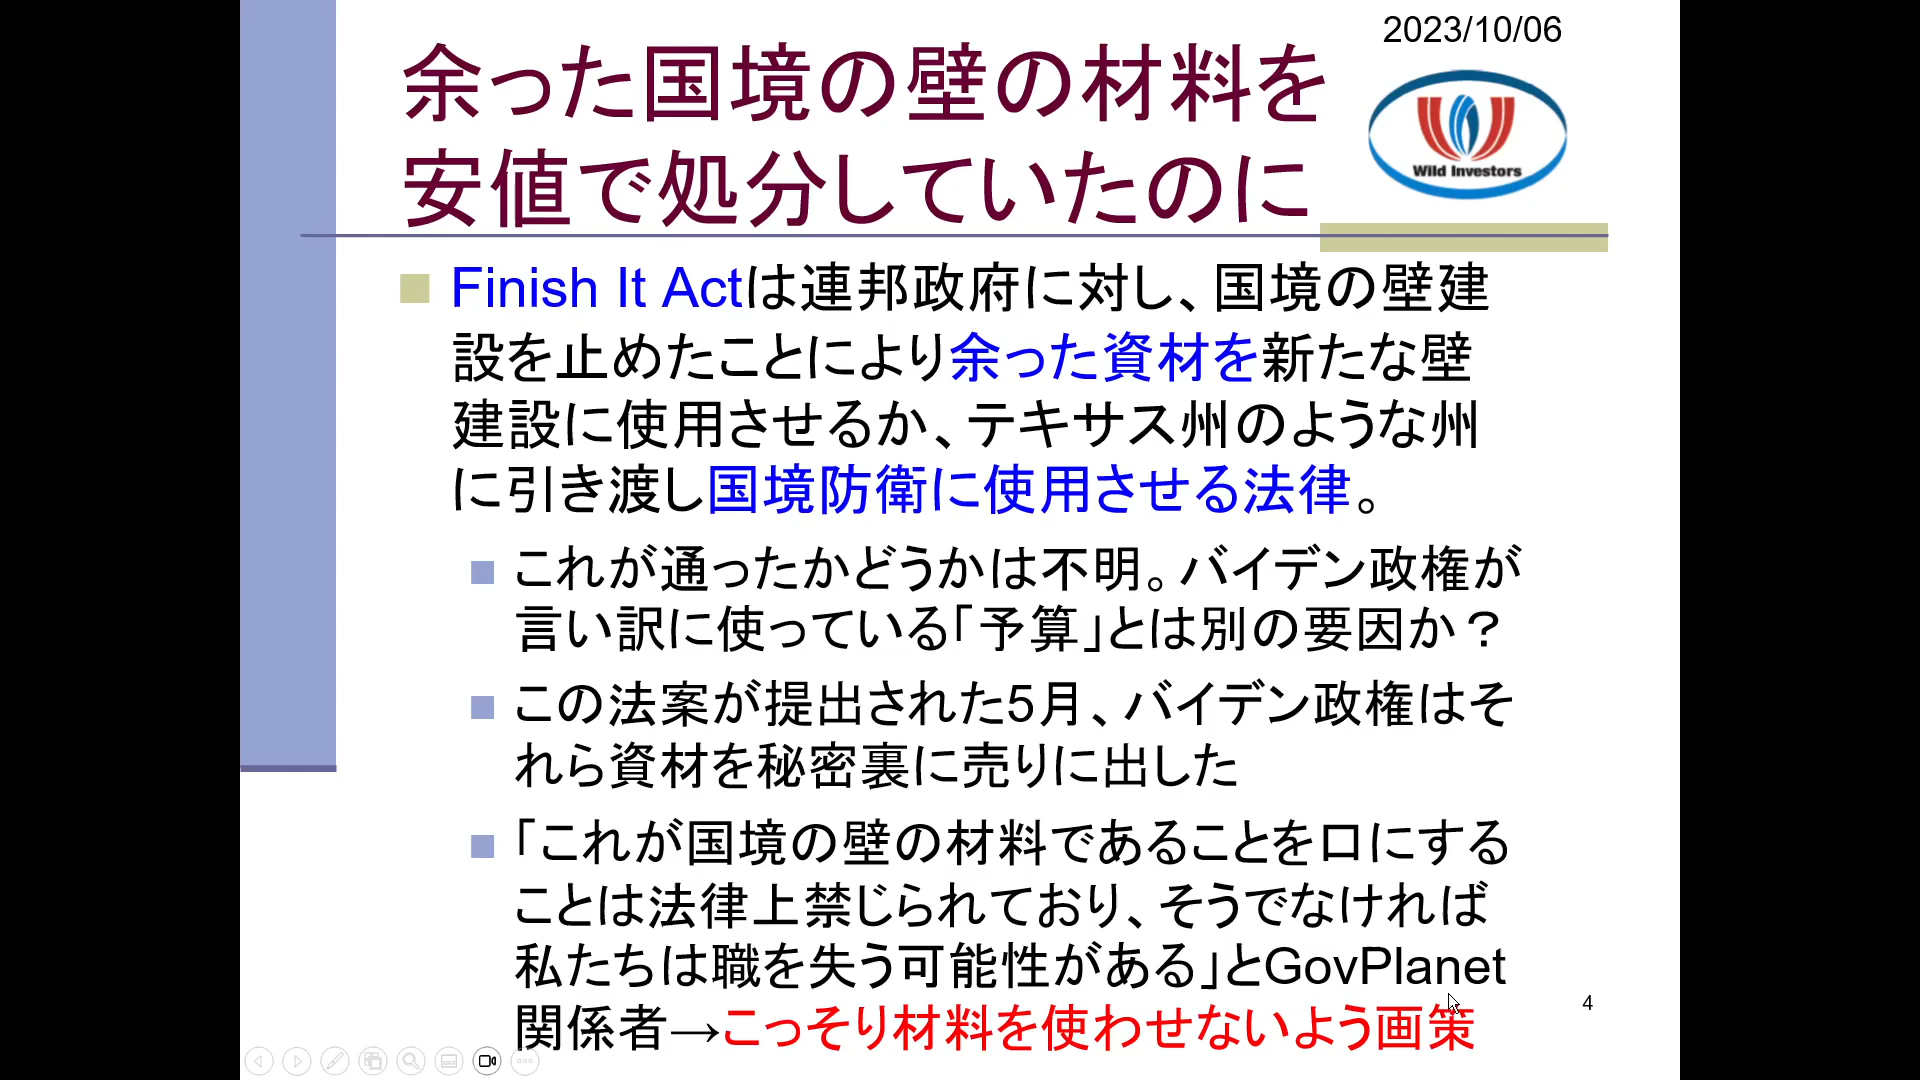 2023/10/06
余った国境の壁の材料を
安値で処分していたのに
Wild Investors
Finish It Actは連邦政府に対し、国境の壁建
設を止めたことにより余った資材を新たな壁
建設に使用させるか、テキサス州のような州
に引き渡し国境防衛に使用させる法律。
これが通ったかどうかは不明。バイデン政権が
言い訳に使っている「予算」とは別の要因か？
この法案が提出された5月、バイデン政権はそ
れら資材を秘密裏に売りに出した
「これが国境の壁の材料であることを口にする
ことは法律上禁じられており、そうでなければ
私たちは職を失う可能性がある」とGovPlanet
関係者→こっそり材料を使わせないよう画策
4